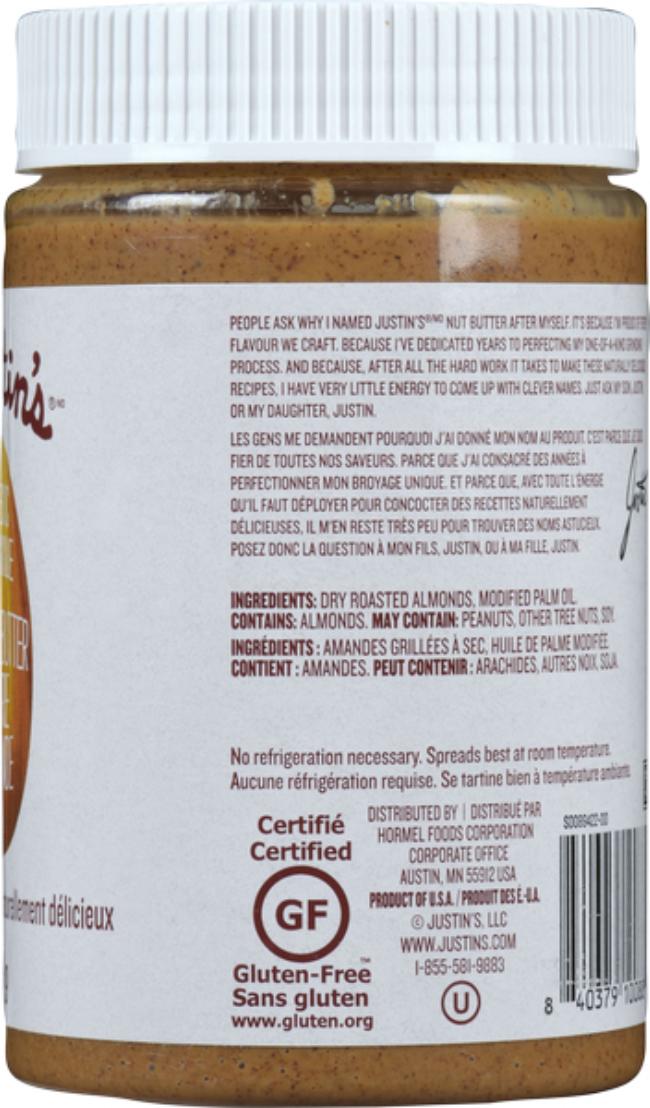 tin's ®/MD
PEOPLE ASK WHY I NAMED JUSTIN'S®/MD NUT BUTTER AFTER MYSELF. IT'S BECAUSE I'M PROUD OF
FLAVOUR WE CRAFT. BECAUSE I'VE DEDICATED YEARS TO PERFECTING MY ONE-OF-A-KIND GRINDING
PROCESS. AND BECAUSE, AFTER ALL THE HARD WORK IT TAKES TO MAKE THESE NATURALLY DELICIOUS
RECIPES, I HAVE VERY LITTLE ENERGY TO COME UP WITH CLEVER NAMES. JUST ASK MY SON, JUSTIN,
OR MY DAUGHTER, JUSTIN.
LES GENS ME DEMANDENT POURQUOI J'AI DONNÉ MON NOM AU PRODUIT. C'EST PARCE QUE JE SUIS
FIER DE TOUTES NOS SAVEURS. PARCE QUE J'AI CONSACRÉ DES ANNÉES À
PERFECTIONNER MON BROYAGE UNIQUE. ET PARCE QUE, AVEC TOUTE L'ÉNERGIE
QU'IL FAUT DÉPLOYER POUR CONCOCTER DES RECETTES NATURELLEMENT
DÉLICIEUSES, IL M'EN RESTE TRÈS PEU POUR TROUVER DES NOMS ASTUCIEUX.
POSEZ DONC LA QUESTION À MON FILS, JUSTIN, OU À MA FILLE, JUSTIN.
INGREDIENTS: DRY ROASTED ALMONDS, MODIFIED PALM OIL.
CONTAINS: ALMONDS. MAY CONTAIN: PEANUTS, OTHER TREE NUTS, SOY.
INGRÉDIENTS : AMANDES GRILLÉES À SEC, HUILE DE PALME MODIFIÉE.
CONTIENT : AMANDES. PEUT CONTENIR : ARACHIDES, AUTRES NOIX, SOJA.
No refrigeration necessary. Spreads best at room temperature.
Aucune réfrigération requise. Se tartine bien à température ambiante.
urellement délicieux
g
Certifié
Certified
GF
Gluten-Free™
Sans gluten
www.gluten.org
DISTRIBUTED BY | DISTRIBUÉ PAR
HORMEL FOODS CORPORATION
CORPORATE OFFICE
AUSTIN, MN 55912 USA
PRODUCT OF U.S.A. / PRODUIT DES É.-U.A.
© JUSTIN'S, LLC
WWW.JUSTINS.COM
1-855-581-9883
U
8 40379 1008